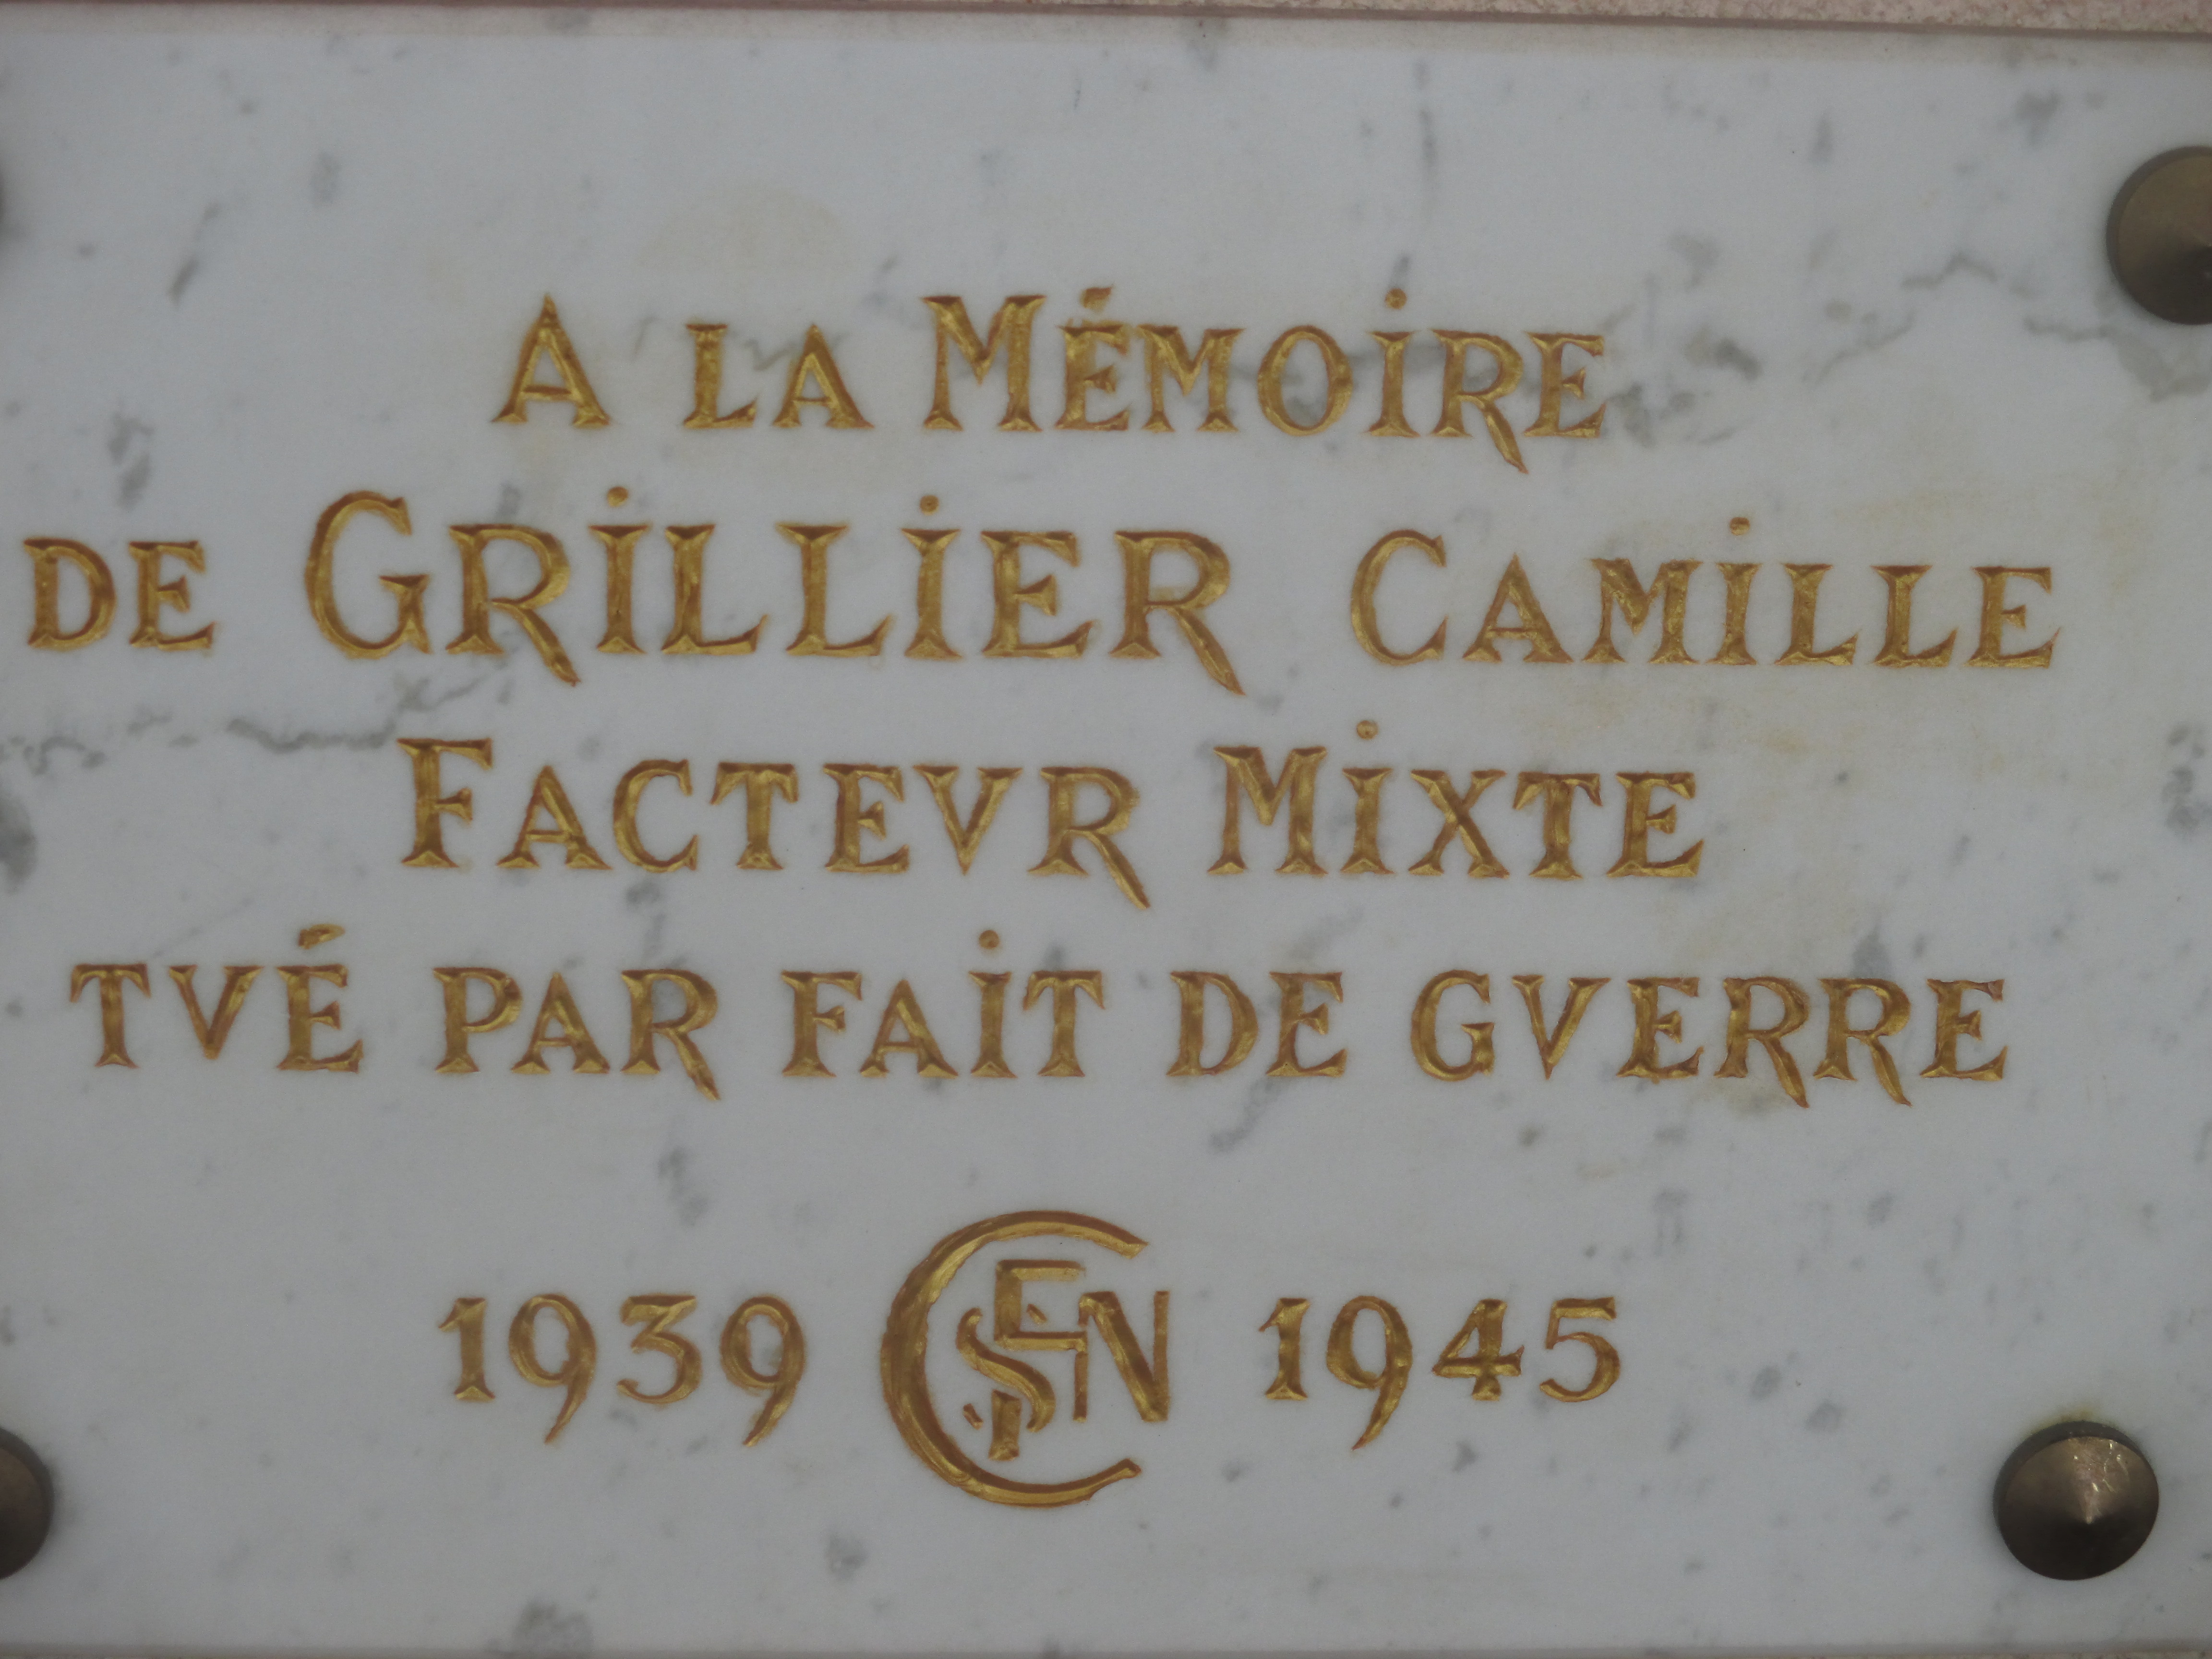 A LA MÉMOIRE
DE GRILLIER CAMILLE
FACTEVR MIXTE
TVÉ PAR FAIT DE GVERRE
1939 SNCF 1945